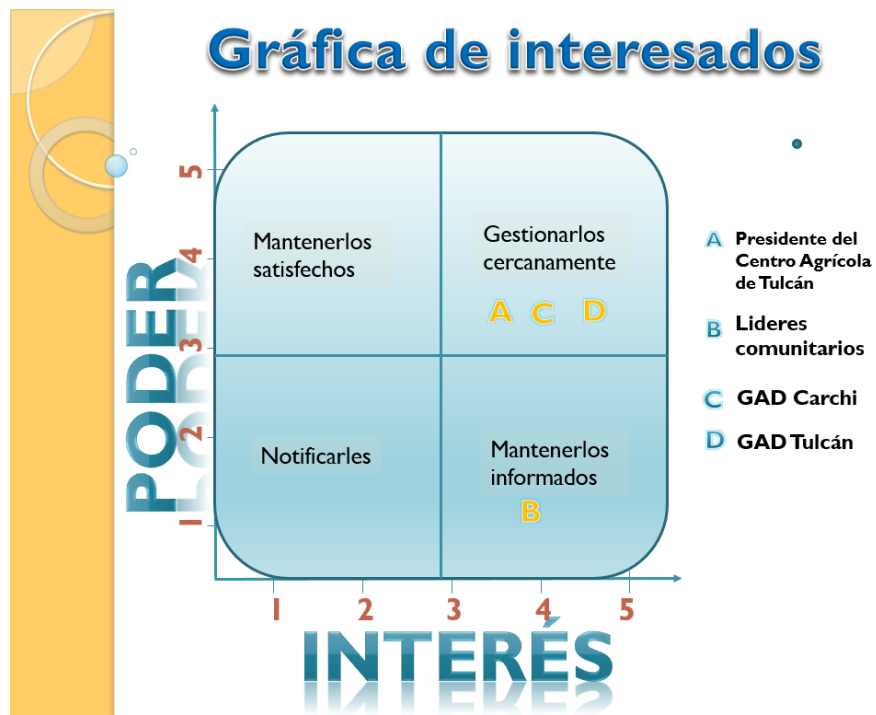 Gráfica de interesados
PODER
5
4
3
2
1
Mantenerlos
satisfechos
Gestionarlos
cercanamente
A C D
Notificarles
Mantenerlos
informados
B
1 2 3 4 5
INTERÉS
A Presidente del
Centro Agrícola
de Tulcán
B Lideres
comunitarios
C GAD Carchi
D GAD Tulcán